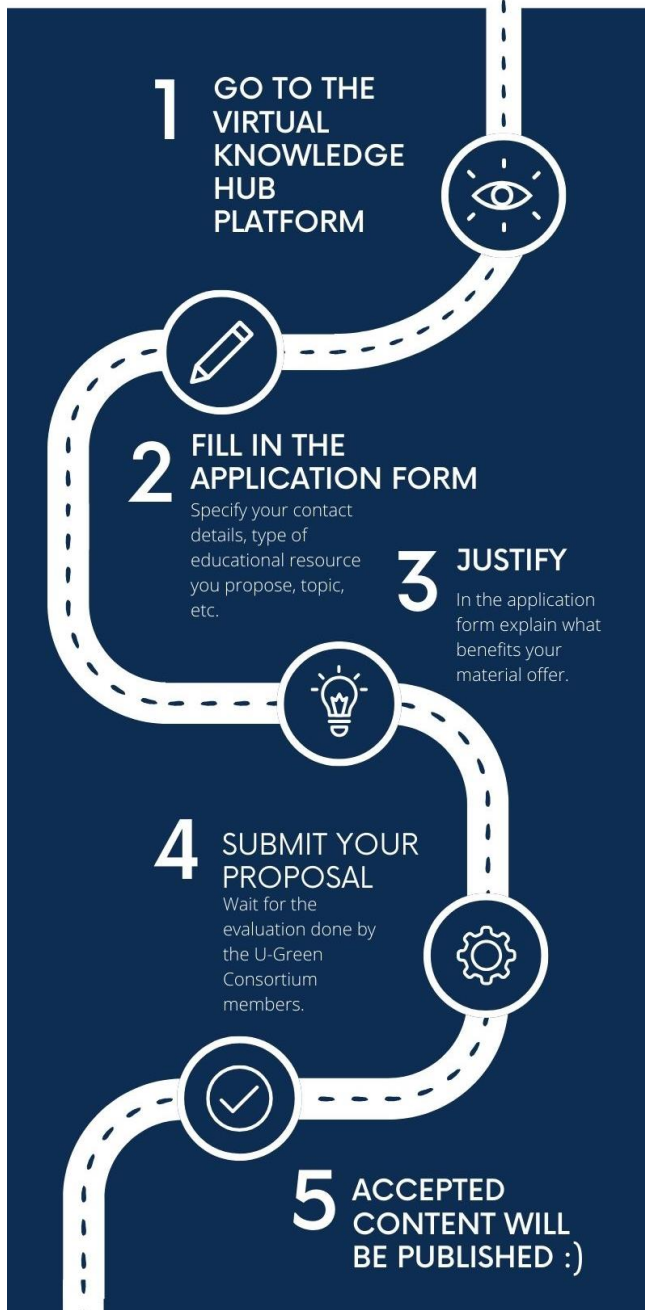 1
GO TO THE
VIRTUAL
KNOWLEDGE
HUB
PLATFORM
2
FILL IN THE
APPLICATION FORM
Specify your contact
details, type of
educational resource
you propose, topic,
etc.
3
JUSTIFY
In the application
form explain what
benefits your
material offer.
4
SUBMIT YOUR
PROPOSAL
Wait for the
evaluation done by
the U-Green
Consortium
members.
5
ACCEPTED
CONTENT WILL
BE PUBLISHED :)